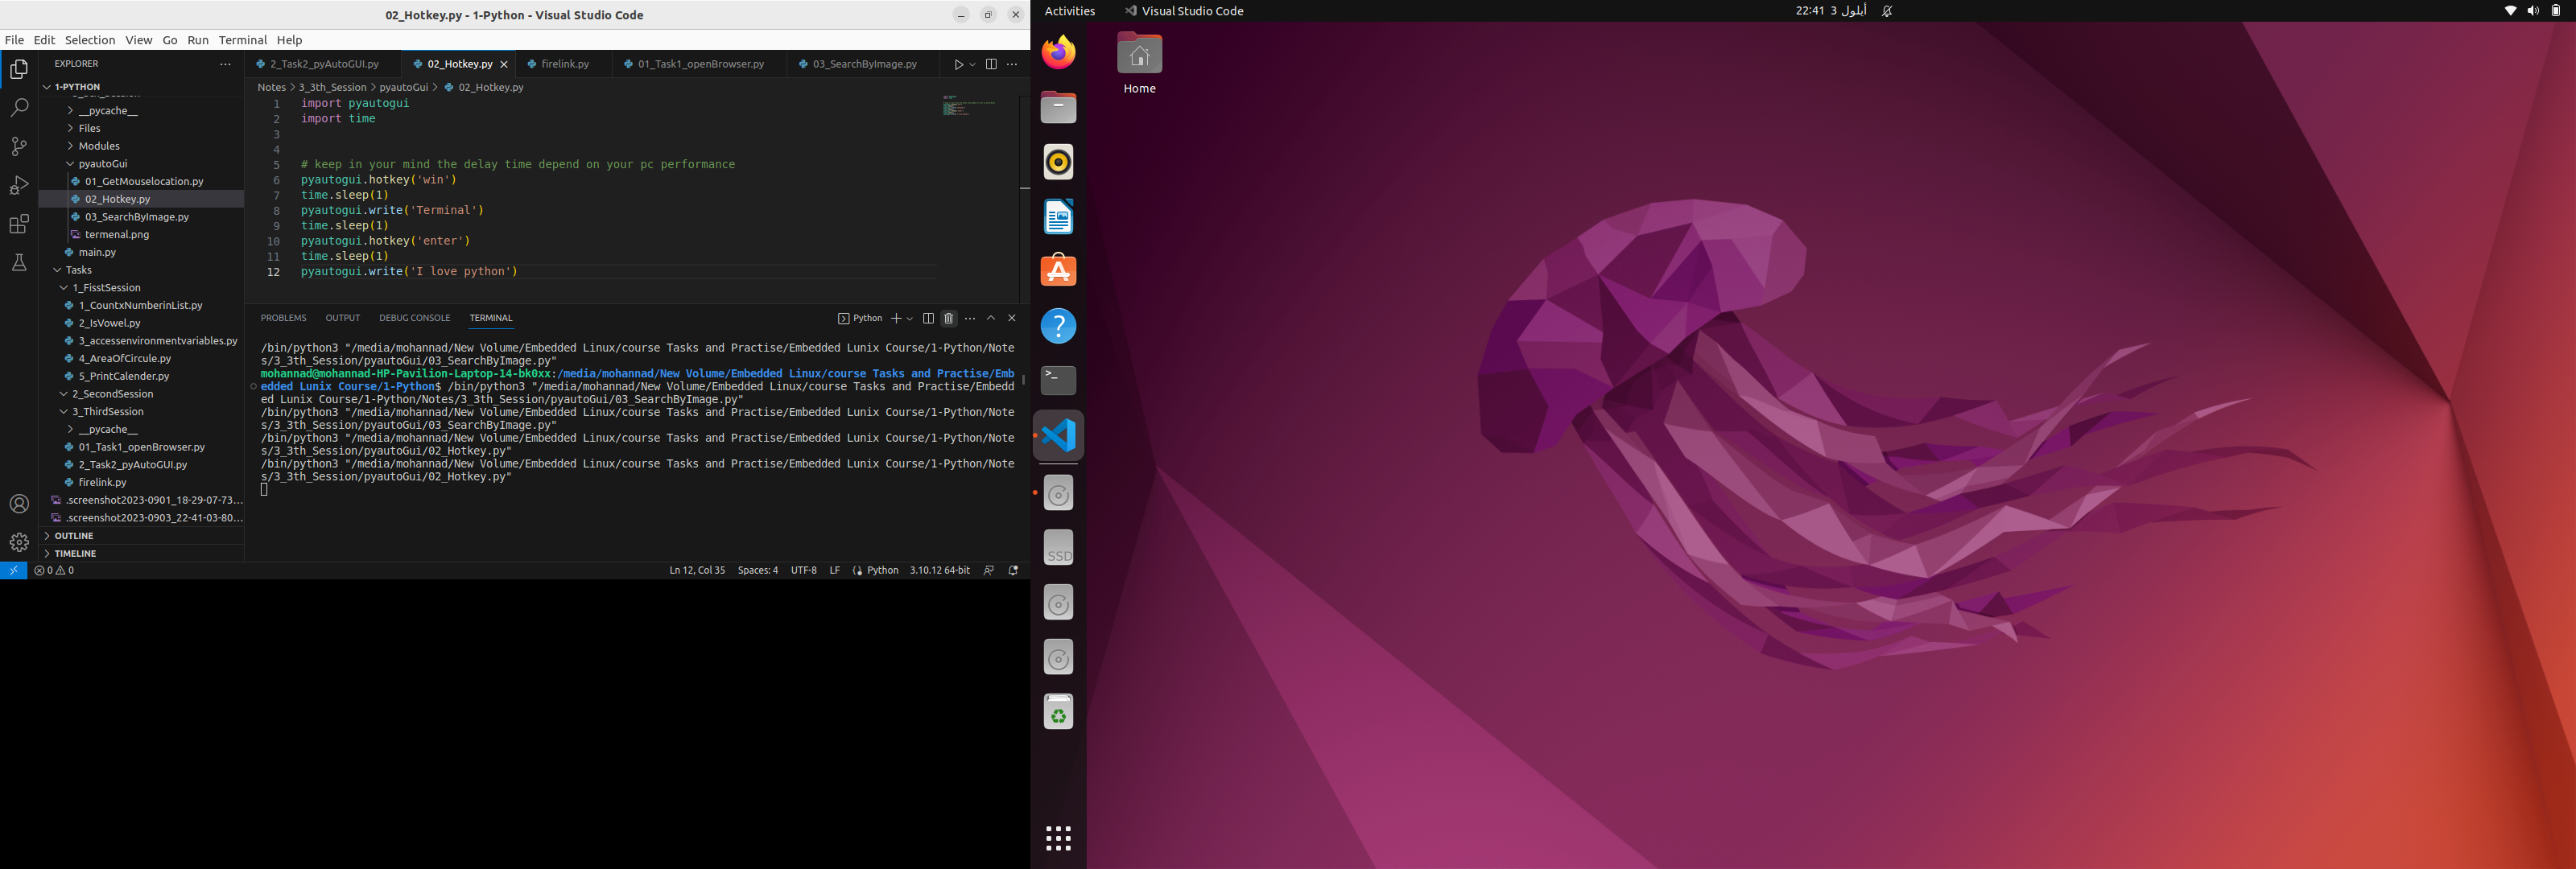 02_Hotkey.py - 1-Python - Visual Studio Code
File Edit Selection View Go Run Terminal Help
EXPLORER
1-PYTHON
__pycache__
Files
Modules
pyautoGui
01_GetMouselocation.py
02_Hotkey.py
03_SearchByImage.py
termenal.png
main.py
Tasks
1_FisstSession
1_CountxNumberinList.py
2_IsVowel.py
3_accessenvironmentvariables.py
4_AreaOfCircule.py
5_PrintCalender.py
2_SecondSession
3_ThirdSession
__pycache__
01_Task1_openBrowser.py
2_Task2_pyAutoGUI.py
firelink.py
.screenshot2023-0901_18-29-07-73...
.screenshot2023-0903_22-41-03-80...
OUTLINE
TIMELINE
2_Task2_pyAutoGUI.py 02_Hotkey.py firelink.py 01_Task1_openBrowser.py 03_SearchByImage.py
Notes > 3_3th_Session > pyautoGui > 02_Hotkey.py
1 import pyautogui
2 import time
3
4
5 # keep in your mind the delay time depend on your pc performance
6 pyautogui.hotkey('win')
7 time.sleep(1)
8 pyautogui.write('Terminal')
9 time.sleep(1)
10 pyautogui.hotkey('enter')
11 time.sleep(1)
12 pyautogui.write('I love python')
PROBLEMS OUTPUT DEBUG CONSOLE TERMINAL Python
/bin/python3 "/media/mohannad/New Volume/Embedded Linux/course Tasks and Practise/Embedded Lunix Course/1-Python/Note
s/3_3th_Session/pyautoGui/03_SearchByImage.py"
mohannad@mohannad-HP-Pavilion-Laptop-14-bk0xx:/media/mohannad/New Volume/Embedded Linux/course Tasks and Practise/Emb
edded Lunix Course/1-Python$ /bin/python3 "/media/mohannad/New Volume/Embedded Linux/course Tasks and Practise/Embedd
ed Lunix Course/1-Python/Notes/3_3th_Session/pyautoGui/03_SearchByImage.py"
/bin/python3 "/media/mohannad/New Volume/Embedded Linux/course Tasks and Practise/Embedded Lunix Course/1-Python/Note
s/3_3th_Session/pyautoGui/03_SearchByImage.py"
/bin/python3 "/media/mohannad/New Volume/Embedded Linux/course Tasks and Practise/Embedded Lunix Course/1-Python/Note
s/3_3th_Session/pyautoGui/02_Hotkey.py"
/bin/python3 "/media/mohannad/New Volume/Embedded Linux/course Tasks and Practise/Embedded Lunix Course/1-Python/Note
s/3_3th_Session/pyautoGui/02_Hotkey.py"
0 0 Ln 12, Col 35 Spaces: 4 UTF-8 LF Python 3.10.12 64-bit
Activities Visual Studio Code 22:41 3 أيلول
Home
SSD